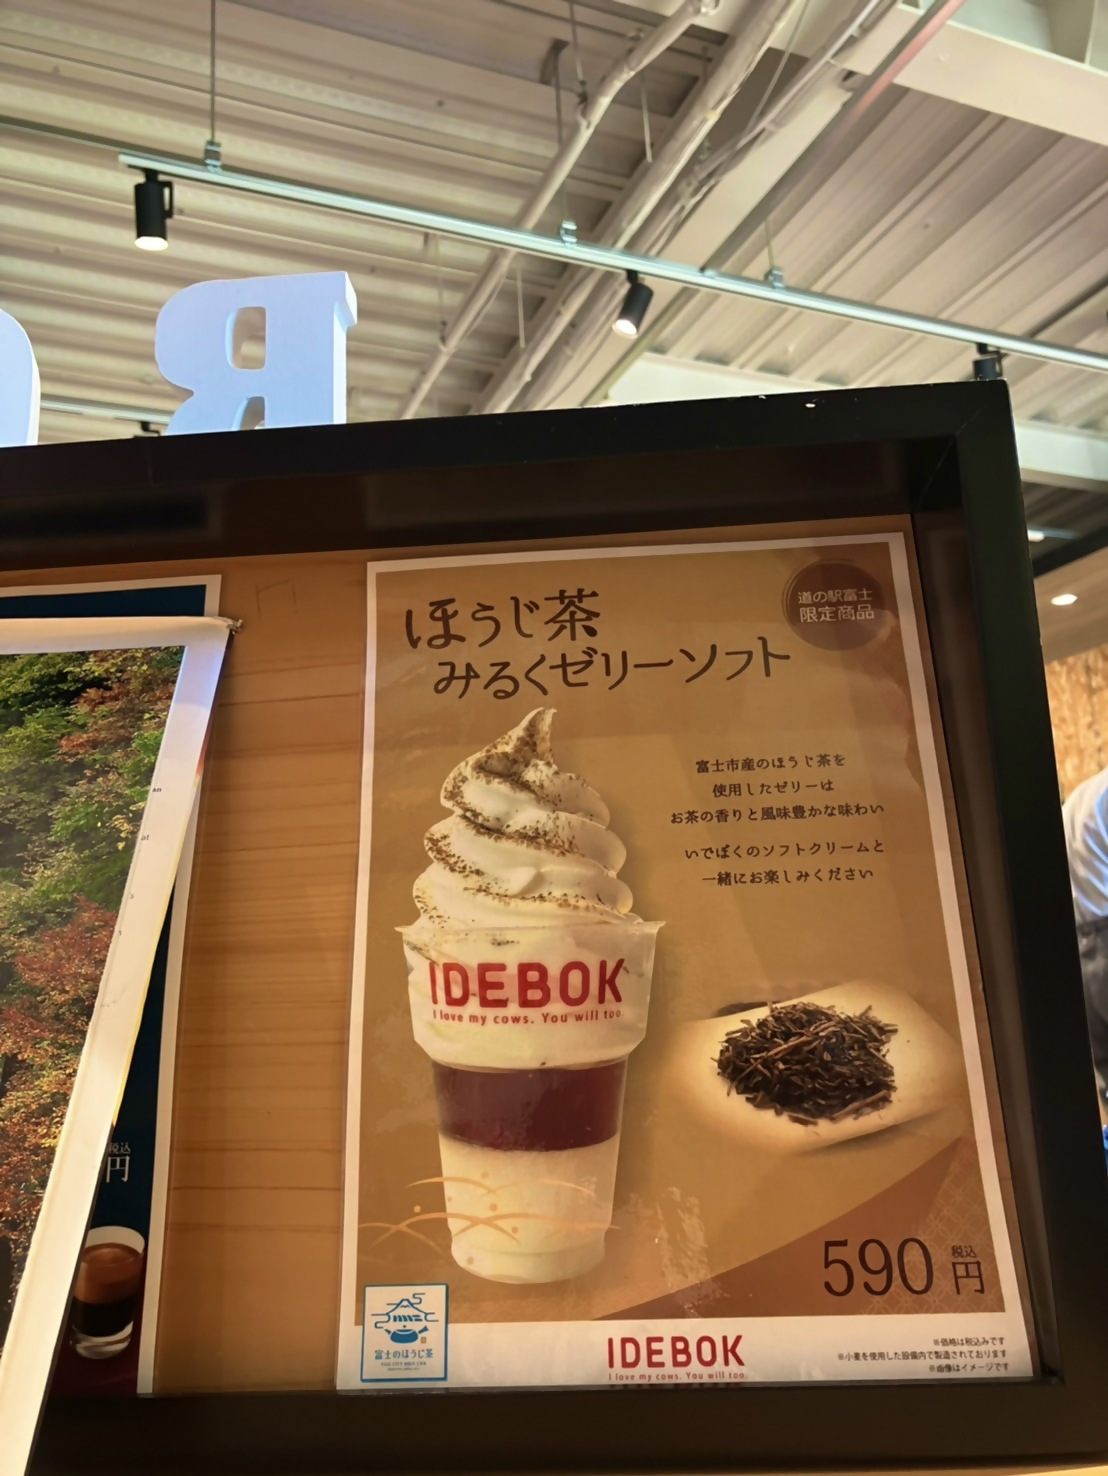 ほうじ茶
みるくゼリーソフト
道の駅富士
限定商品
富士市産のほうじ茶を
使用したゼリーは
お茶の香りと風味豊かな味わい
いでぼくのソフトクリームと
一緒にお楽しみください
IDEBOK
I love my cows. You will too.
590円
税込
税込
円
富士のほうじ茶
IDEBOK
I love my cows. You will too.
※価格は税込みです
※小麦を使用した設備内で製造されております
※画像はイメージです